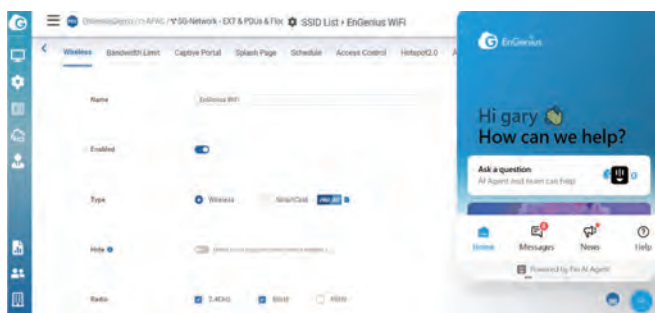 SSID List › EnGenius WiFi
Wireless Bandwidth Limit Captive Portal Splash Page Schedule Access Control Hotspot2.0
Name EnGenius WiFi
Enabled
Type Wireless SmartCast
Hide
Radio 2.4GHz 5GHz 6GHz
EnGenius
Hi gary
How can we help?
Ask a question
AI Agent and team can help
Home Messages News Help
Powered by Fin AI Agent